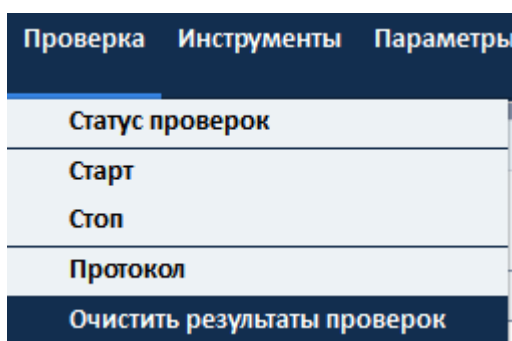 Проверка Инструменты Параметры
Статус проверок
Старт
Стоп
Протокол
Очистить результаты проверок